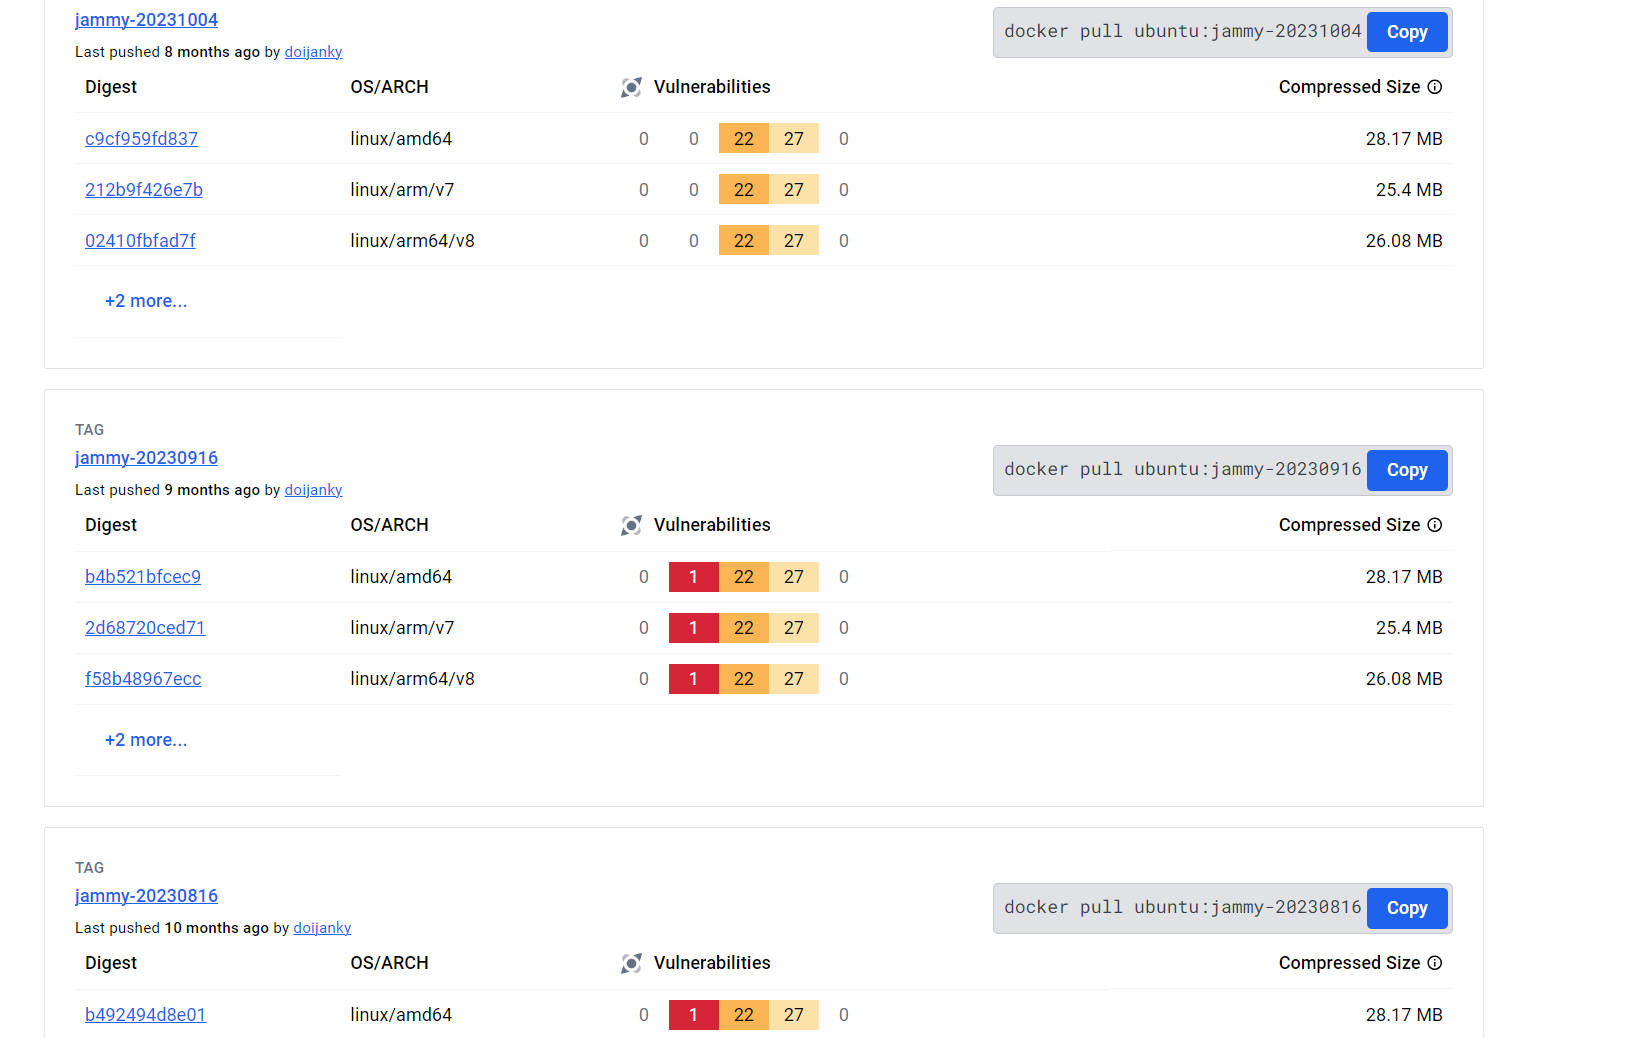 jammy-20231004
docker pull ubuntu:jammy-20231004 Copy
Last pushed 8 months ago by doijanky
Digest OS/ARCH Vulnerabilities Compressed Size
c9cf959fd837 linux/amd64 0 0 22 27 0 28.17 MB
212b9f426e7b linux/arm/v7 0 0 22 27 0 25.4 MB
02410fbfad7f linux/arm64/v8 0 0 22 27 0 26.08 MB
+2 more...
TAG
jammy-20230916
docker pull ubuntu:jammy-20230916 Copy
Last pushed 9 months ago by doijanky
Digest OS/ARCH Vulnerabilities Compressed Size
b4b521bfcec9 linux/amd64 0 1 22 27 0 28.17 MB
2d68720ced71 linux/arm/v7 0 1 22 27 0 25.4 MB
f58b48967ecc linux/arm64/v8 0 1 22 27 0 26.08 MB
+2 more...
TAG
jammy-20230816
docker pull ubuntu:jammy-20230816 Copy
Last pushed 10 months ago by doijanky
Digest OS/ARCH Vulnerabilities Compressed Size
b492494d8e01 linux/amd64 0 1 22 27 0 28.17 MB